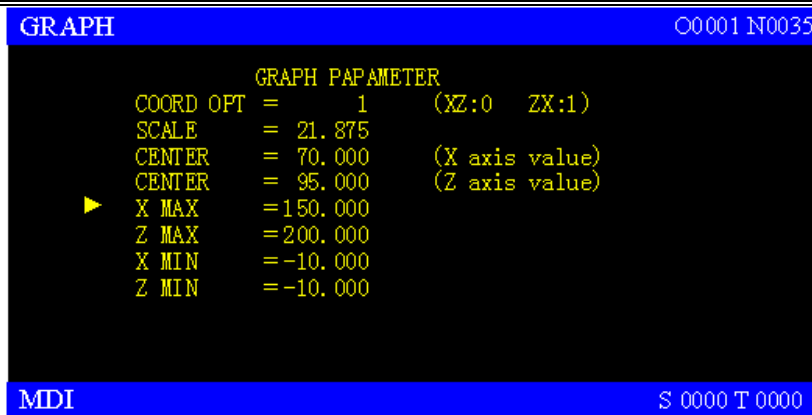 GRAPH O0001 N0035
GRAPH PAPAMETER
COORD OPT = 1 (XZ:0 ZX:1)
SCALE = 21.875
CENTER = 70.000 (X axis value)
CENTER = 95.000 (Z axis value)
X MAX =150.000
Z MAX =200.000
X MIN =-10.000
Z MIN =-10.000
MDI S 0000 T 0000